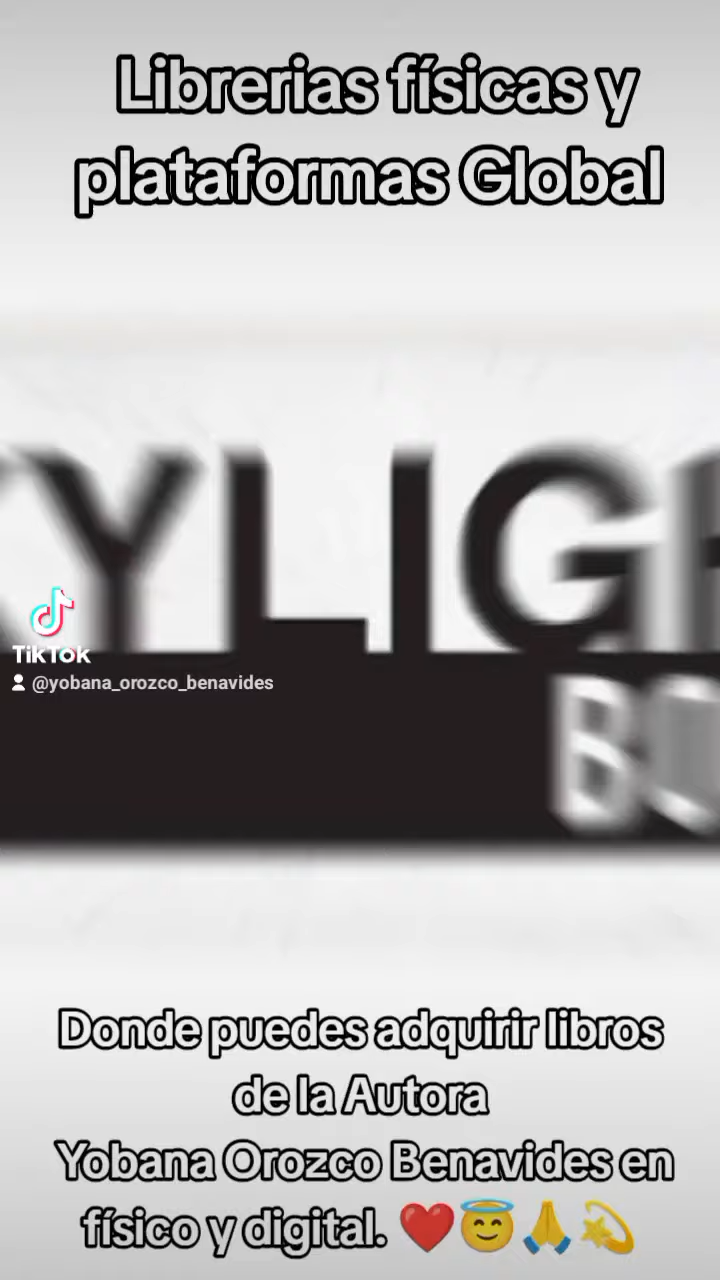 Librerias físicas y
plataformas Global
YLIG
TikTok
@yobana_orozco_benavides
Donde puedes adquirir libros
de la Autora
Yobana Orozco Benavides en
físico y digital. ❤️😇🙏💫